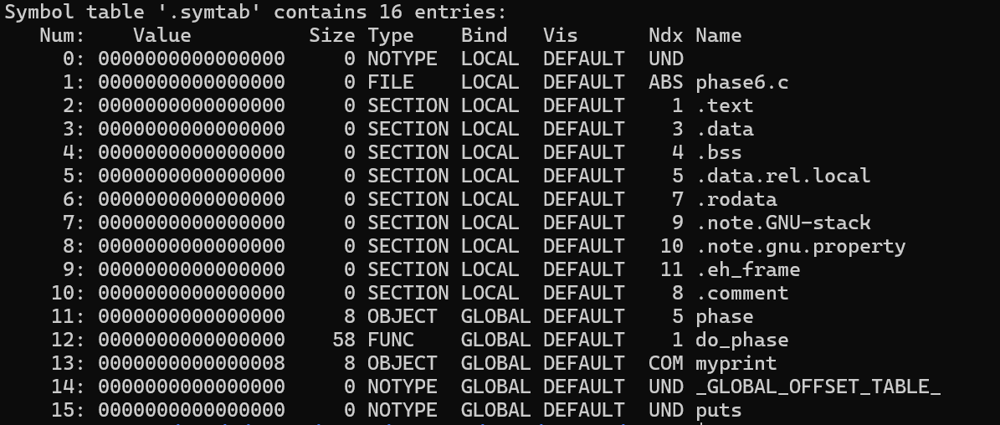 Symbol table '.symtab' contains 16 entries:
   Num:    Value          Size Type    Bind   Vis      Ndx Name
     0: 0000000000000000     0 NOTYPE  LOCAL  DEFAULT  UND
     1: 0000000000000000     0 FILE    LOCAL  DEFAULT  ABS phase6.c
     2: 0000000000000000     0 SECTION LOCAL  DEFAULT    1 .text
     3: 0000000000000000     0 SECTION LOCAL  DEFAULT    3 .data
     4: 0000000000000000     0 SECTION LOCAL  DEFAULT    4 .bss
     5: 0000000000000000     0 SECTION LOCAL  DEFAULT    5 .data.rel.local
     6: 0000000000000000     0 SECTION LOCAL  DEFAULT    7 .rodata
     7: 0000000000000000     0 SECTION LOCAL  DEFAULT    9 .note.GNU-stack
     8: 0000000000000000     0 SECTION LOCAL  DEFAULT   10 .note.gnu.property
     9: 0000000000000000     0 SECTION LOCAL  DEFAULT   11 .eh_frame
    10: 0000000000000000     0 SECTION LOCAL  DEFAULT    8 .comment
    11: 0000000000000000     8 OBJECT  GLOBAL DEFAULT    5 phase
    12: 0000000000000000    58 FUNC    GLOBAL DEFAULT    1 do_phase
    13: 0000000000000008     8 OBJECT  GLOBAL DEFAULT  COM myprint
    14: 0000000000000000     0 NOTYPE  GLOBAL DEFAULT  UND _GLOBAL_OFFSET_TABLE_
    15: 0000000000000000     0 NOTYPE  GLOBAL DEFAULT  UND puts